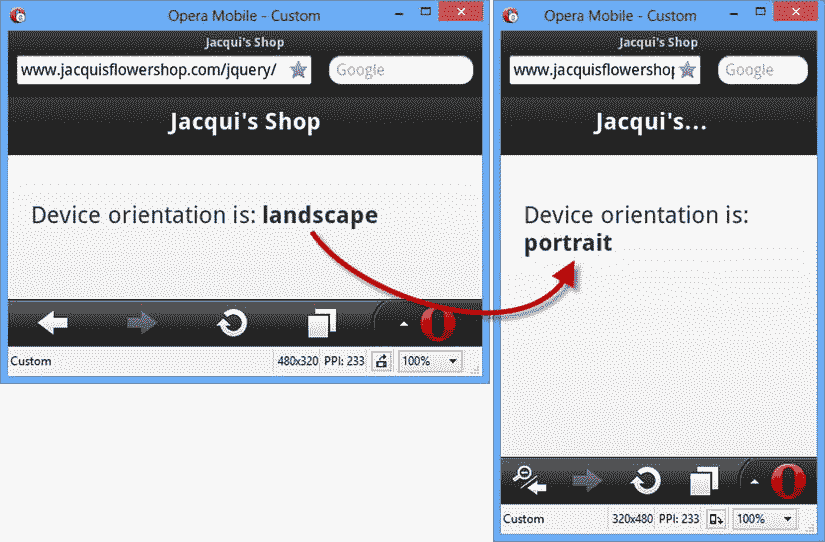 Opera Mobile - Custom
Jacqui's Shop
www.jacquisflowershop.com/jquery/
Google
Jacqui's Shop
Device orientation is: landscape
Custom
480x320 PPI: 233
100%
Opera Mobile - Custom
Jacqui's Shop
www.jacquisflowershop
Google
Jacqui's...
Device orientation is:
portrait
Custom
320x480 PPI: 233
100%